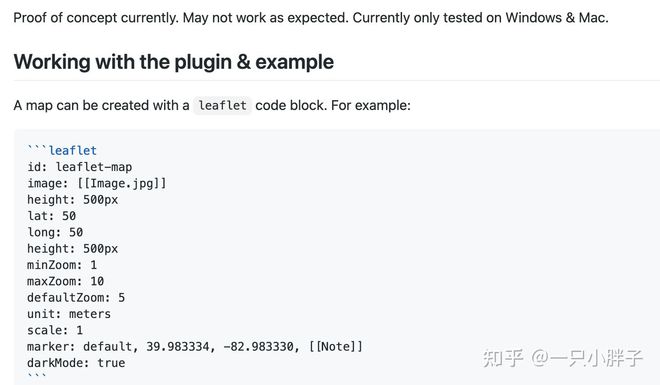 Proof of concept currently. May not work as expected. Currently only tested on Windows & Mac.
Working with the plugin & example
A map can be created with a leaflet code block. For example:
```leaflet
id: leaflet-map
image: [[Image.jpg]]
height: 500px
lat: 50
long: 50
height: 500px
minZoom: 1
maxZoom: 10
defaultZoom: 5
unit: meters
scale: 1
marker: default, 39.983334, -82.983330, [[Note]]
darkMode: true
```
知乎 @一只小胖子